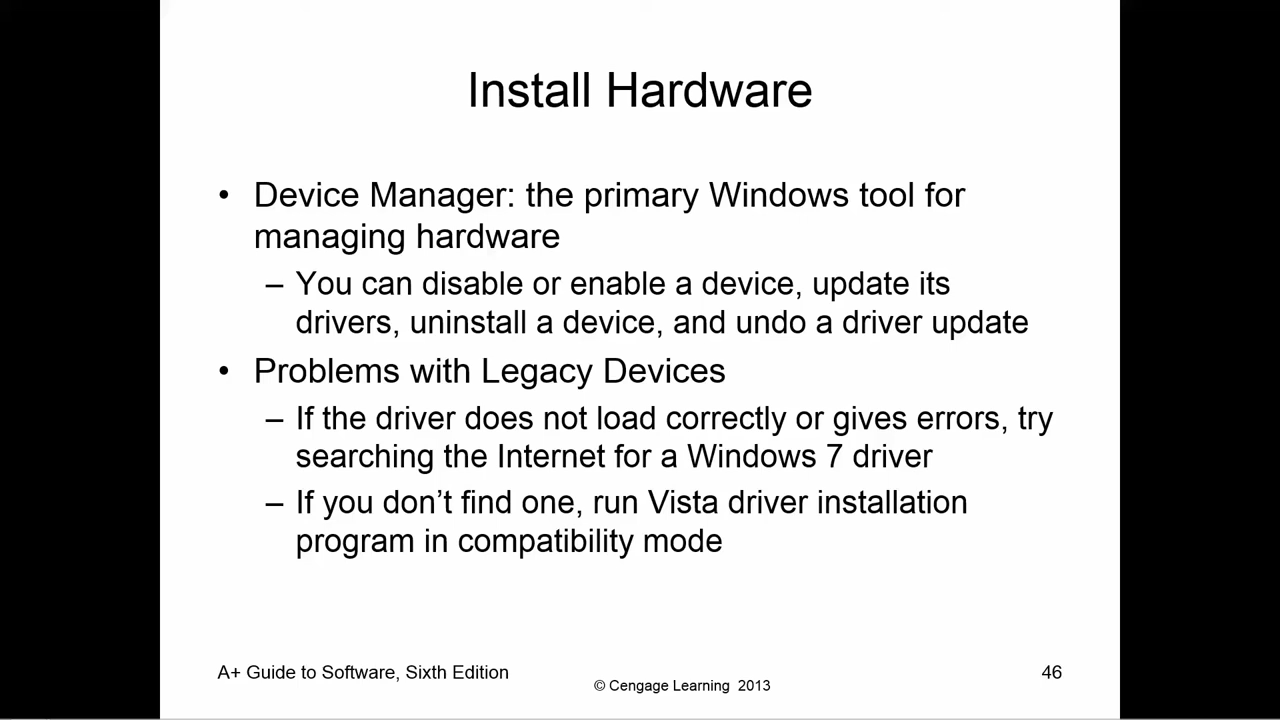 Install Hardware
• Device Manager: the primary Windows tool for
managing hardware
– You can disable or enable a device, update its
drivers, uninstall a device, and undo a driver update
• Problems with Legacy Devices
– If the driver does not load correctly or gives errors, try
searching the Internet for a Windows 7 driver
– If you don’t find one, run Vista driver installation
program in compatibility mode
A+ Guide to Software, Sixth Edition
© Cengage Learning 2013
46